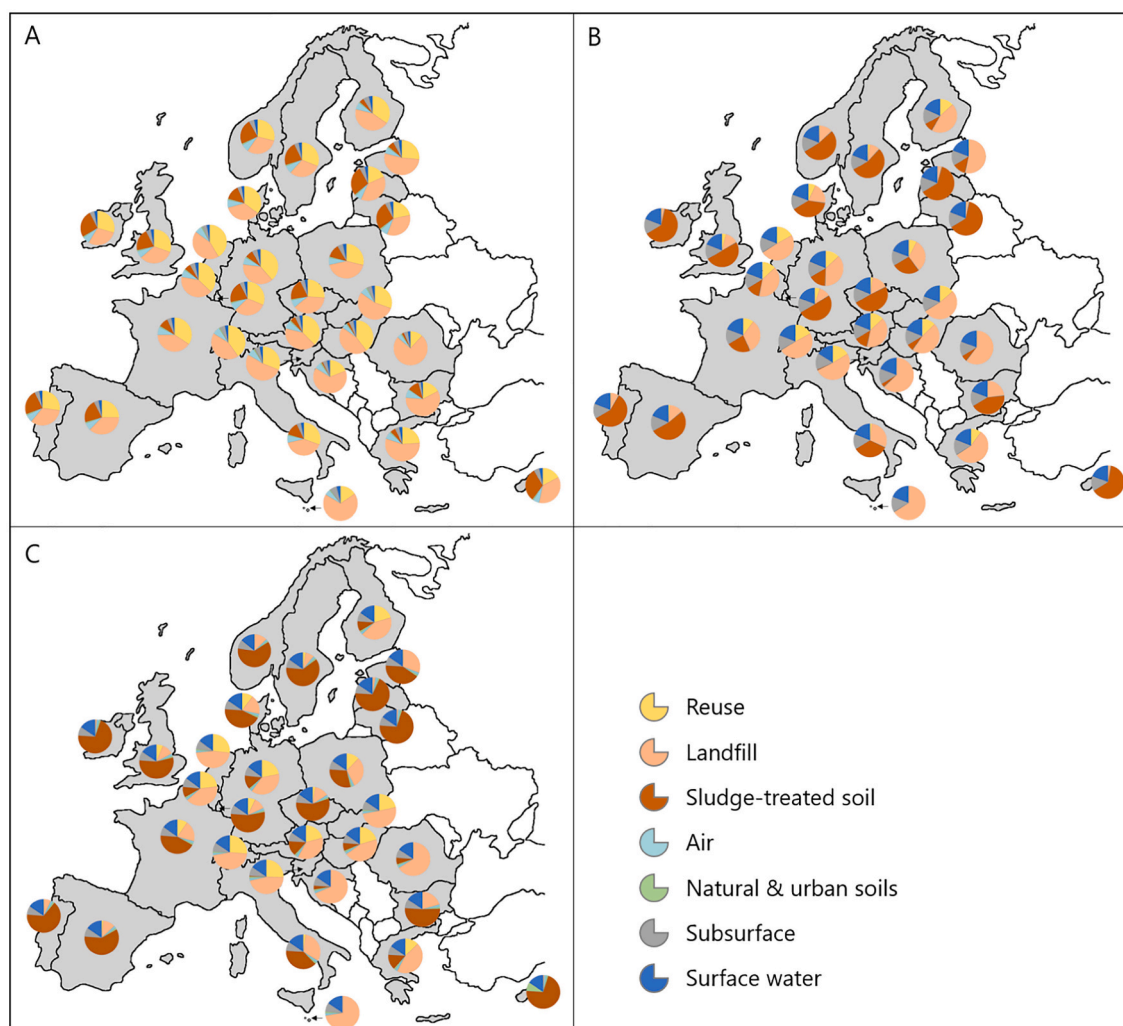 A
B
C
Reuse
Landfill
Sludge-treated soil
Air
Natural & urban soils
Subsurface
Surface water